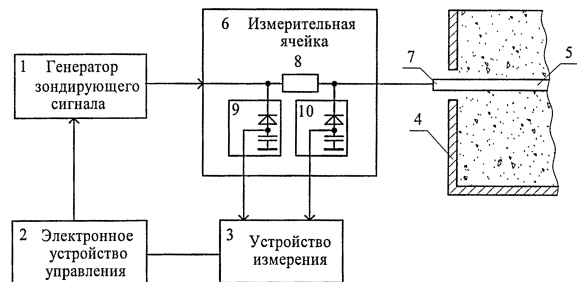 6 Измерительная
ячейка
8
1 Генератор
зондирующего
сигнала
7
5
9
10
4
2 Электронное
устройство
управления
3 Устройство
измерения